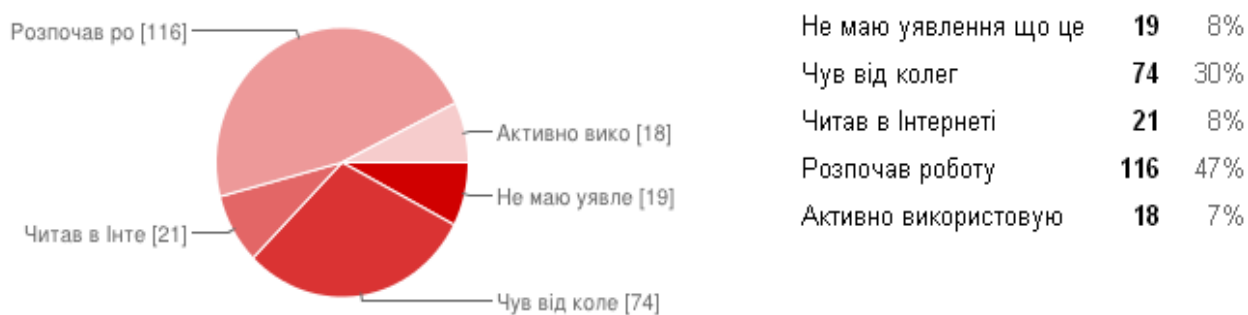 Розпочав ро [116]
Активно вико [18]
Не маю уявле [19]
Читав в Інте [21]
Чув від коле [74]
Не маю уявлення що це 19 8%
Чув від колег 74 30%
Читав в Інтернеті 21 8%
Розпочав роботу 116 47%
Активно використовую 18 7%